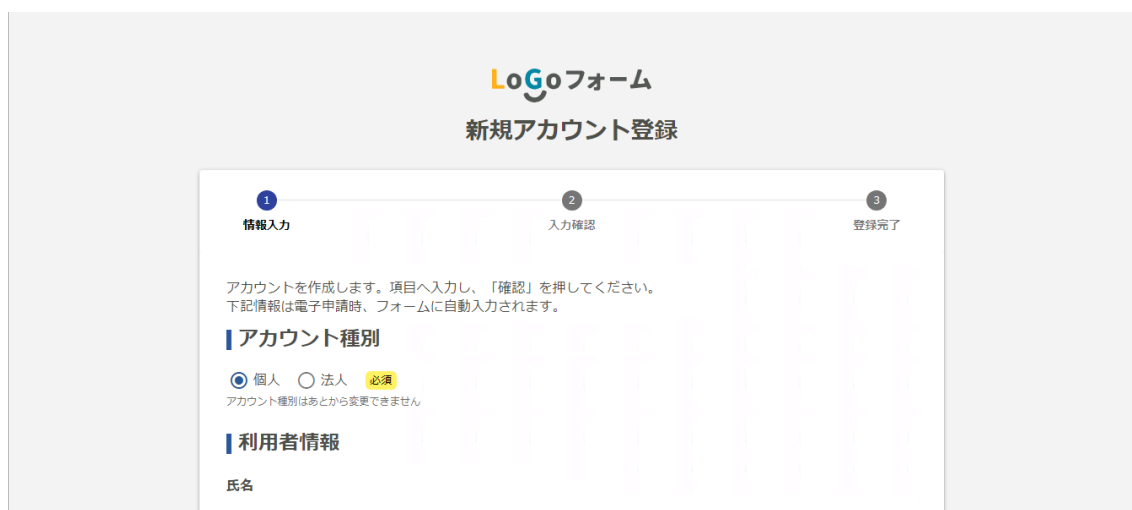 LoGoフォーム
新規アカウント登録
1 2 3
情報入力 入力確認 登録完了
アカウントを作成します。項目へ入力し、「確認」を押してください。
下記情報は電子申請時、フォームに自動入力されます。
アカウント種別
個人 法人 必須
アカウント種別はあとから変更できません
利用者情報
氏名